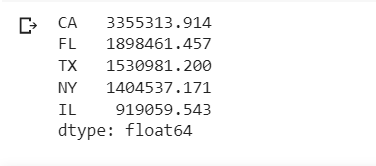 CA 3355313.914
FL 1898461.457
TX 1530981.200
NY 1404537.171
IL 919059.543
dtype: float64